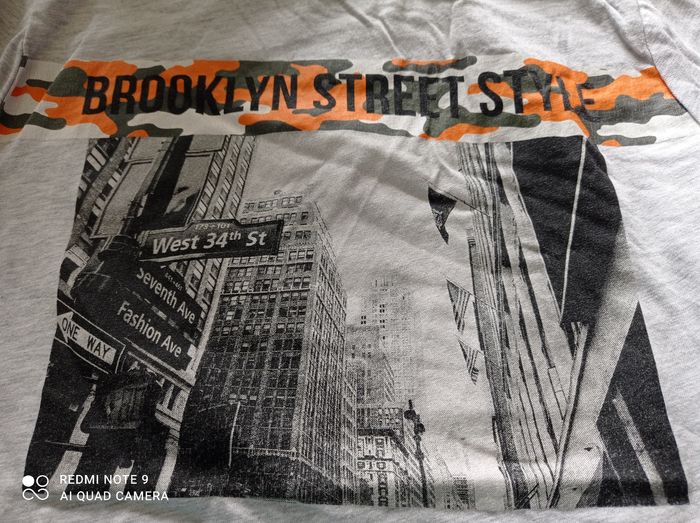 BROOKLYN STREET STYLE
West 34th St
Seventh Ave
Fashion Ave
ONE WAY
REDMI NOTE 9
AI QUAD CAMERA